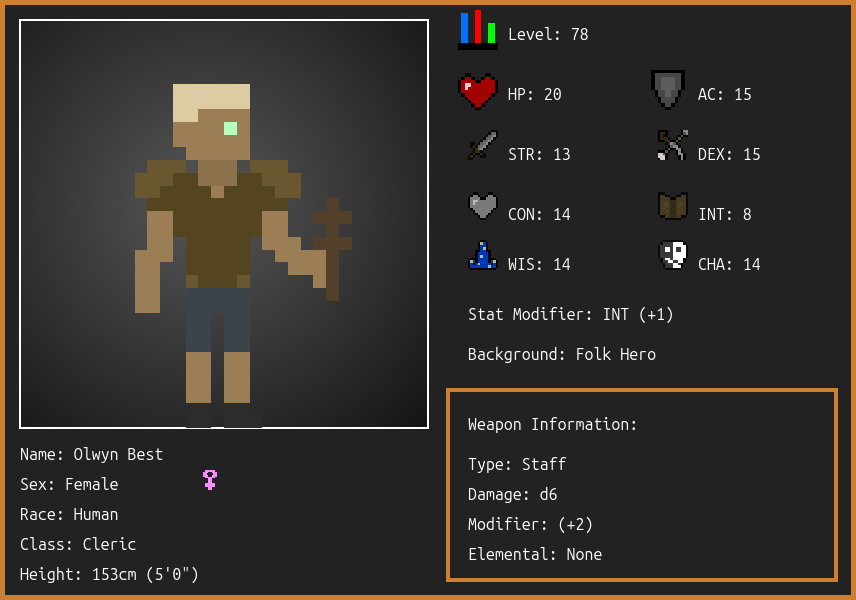 Level: 78
HP: 20
AC: 15
STR: 13
DEX: 15
CON: 14
INT: 8
WIS: 14
CHA: 14
Stat Modifier: INT (+1)
Background: Folk Hero
Weapon Information:
Type: Staff
Damage: d6
Modifier: (+2)
Elemental: None
Name: Olwyn Best
Sex: Female
Race: Human
Class: Cleric
Height: 153cm (5'0")